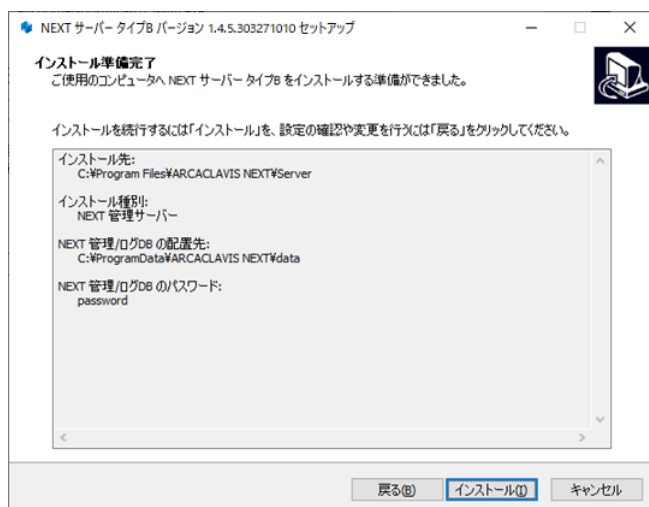 NEXT サーバー タイプB バージョン 1.4.5.303271010 セットアップ
インストール準備完了
ご使用のコンピュータへ NEXT サーバー タイプB をインストールする準備ができました。
インストールを続行するには「インストール」を、設定の確認や変更を行うには「戻る」をクリックしてください。
インストール先:
C:¥Program Files¥ARCACLAVIS NEXT¥Server
インストール種別:
NEXT 管理サーバー
NEXT 管理/ログDB の配置先:
C:¥ProgramData¥ARCACLAVIS NEXT¥data
NEXT 管理/ログDB のパスワード:
password
戻る(B) インストール(I) キャンセル